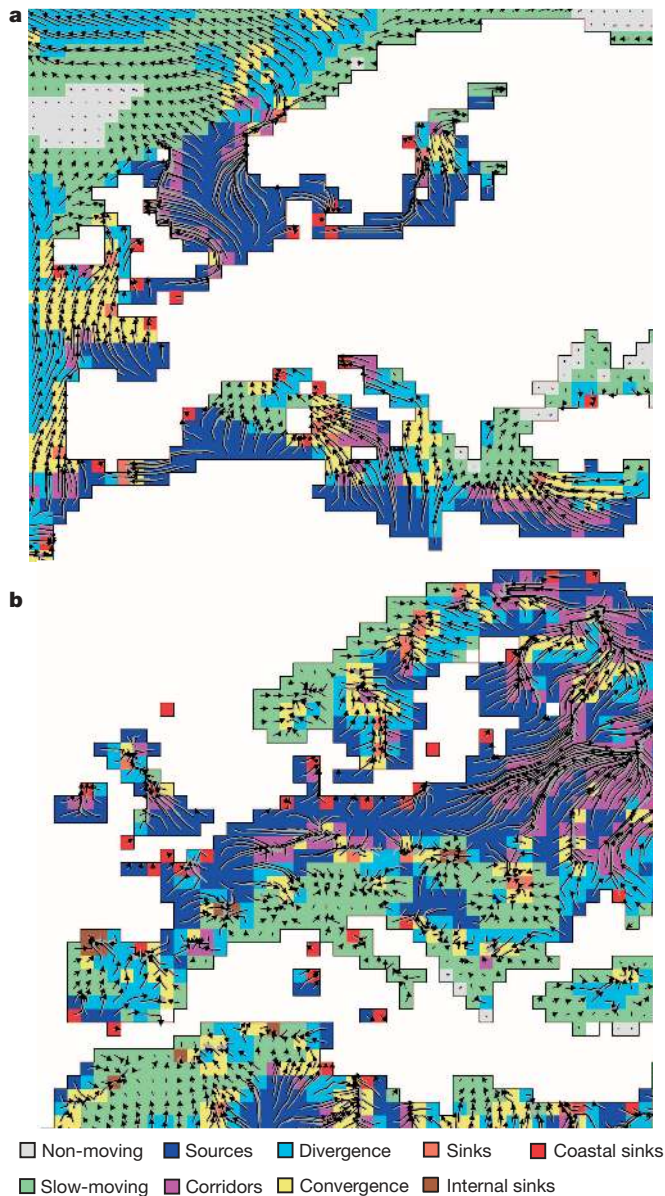 a
b
Non-moving Sources Divergence Sinks Coastal sinks
Slow-moving Corridors Convergence Internal sinks